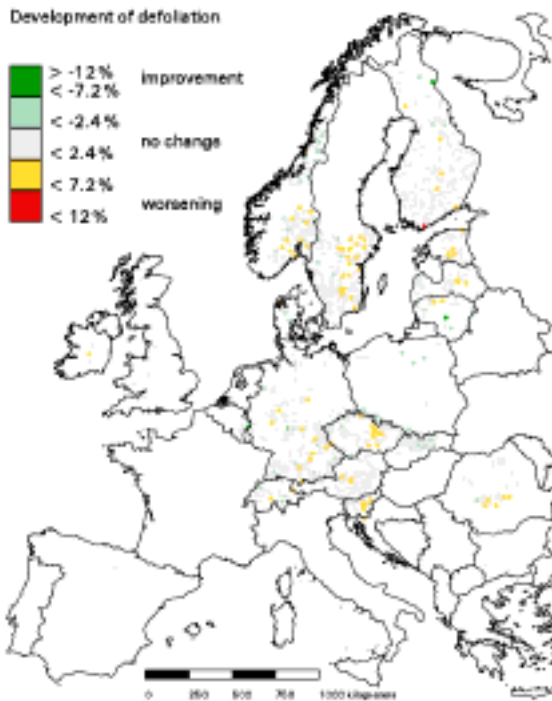 Development of defoliation
> -12%
improvement
< -7.2%
< -2.4%
no change
< 2.4%
< 7.2%
worsening
< 12%
0 250 500 750 1000 kilometers